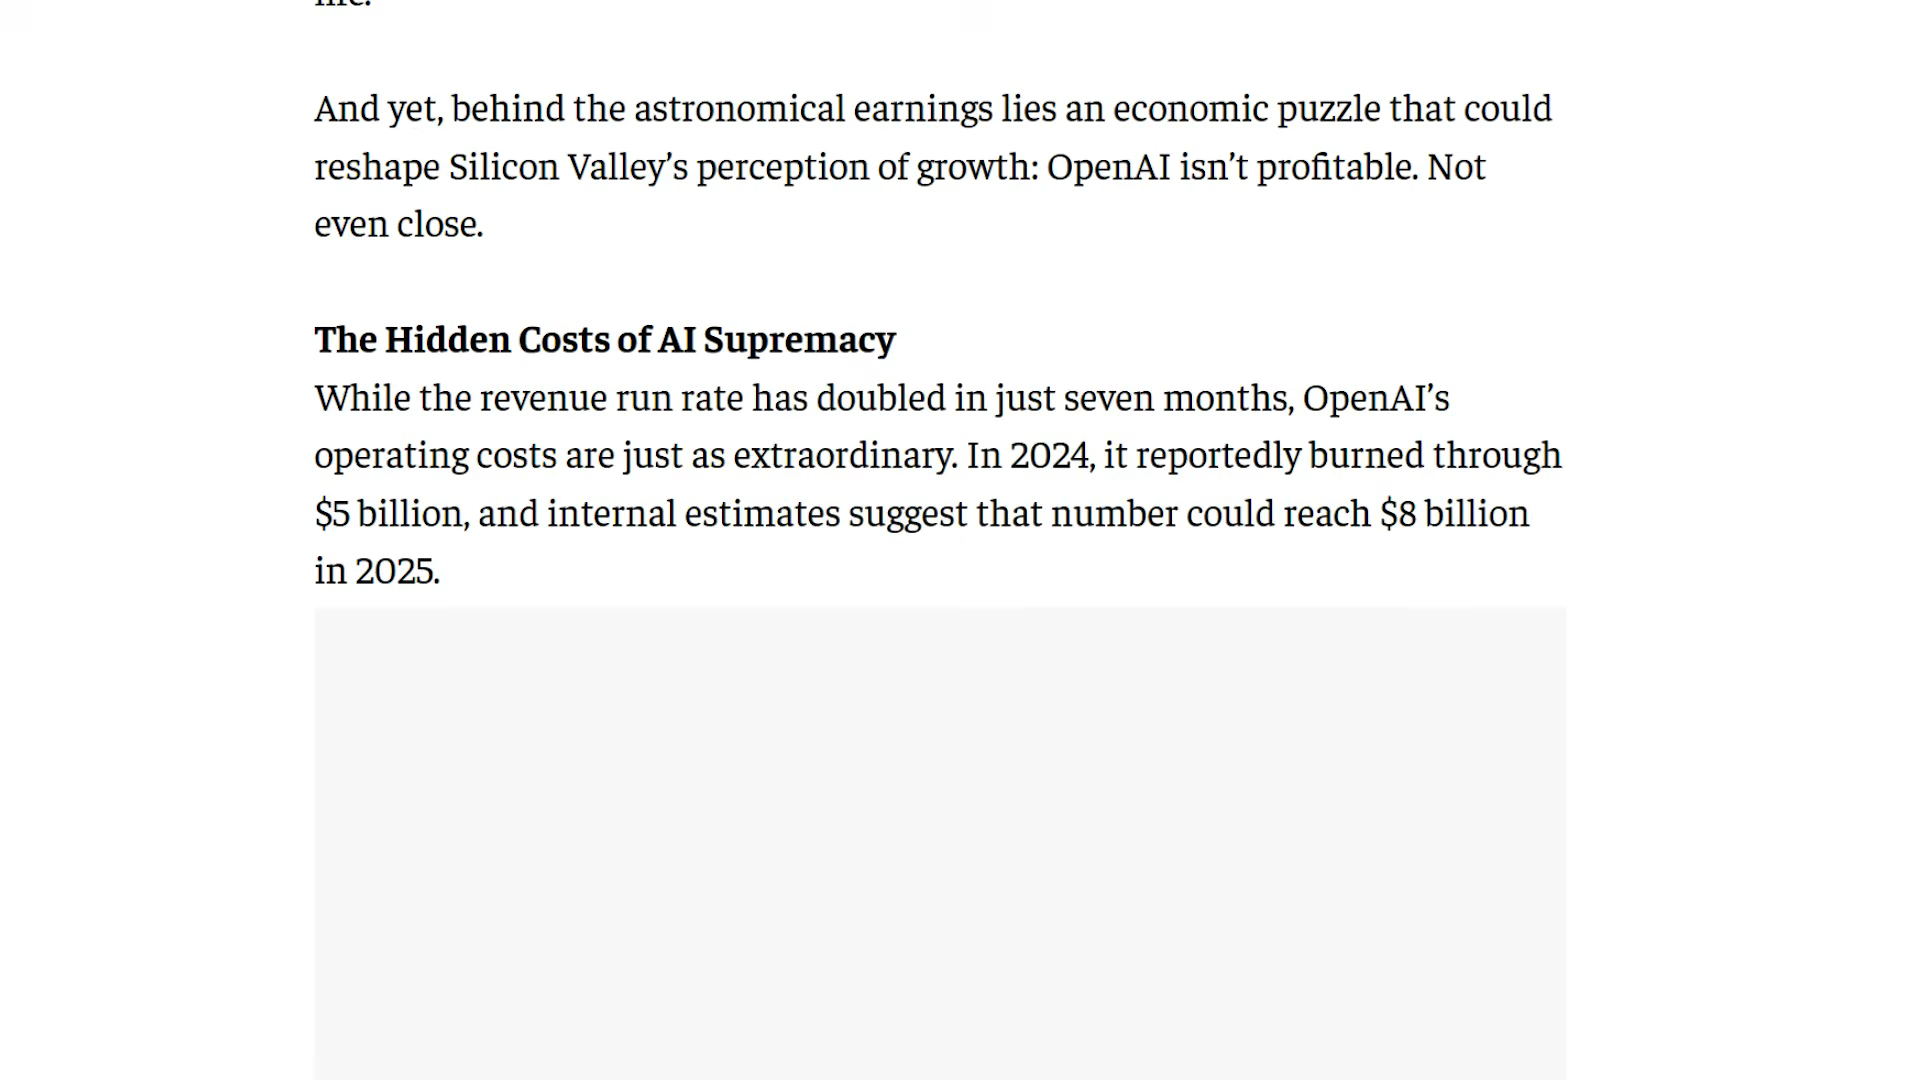 And yet, behind the astronomical earnings lies an economic puzzle that could
reshape Silicon Valley’s perception of growth: OpenAI isn’t profitable. Not
even close.
The Hidden Costs of AI Supremacy
While the revenue run rate has doubled in just seven months, OpenAI’s
operating costs are just as extraordinary. In 2024, it reportedly burned through
$5 billion, and internal estimates suggest that number could reach $8 billion
in 2025.